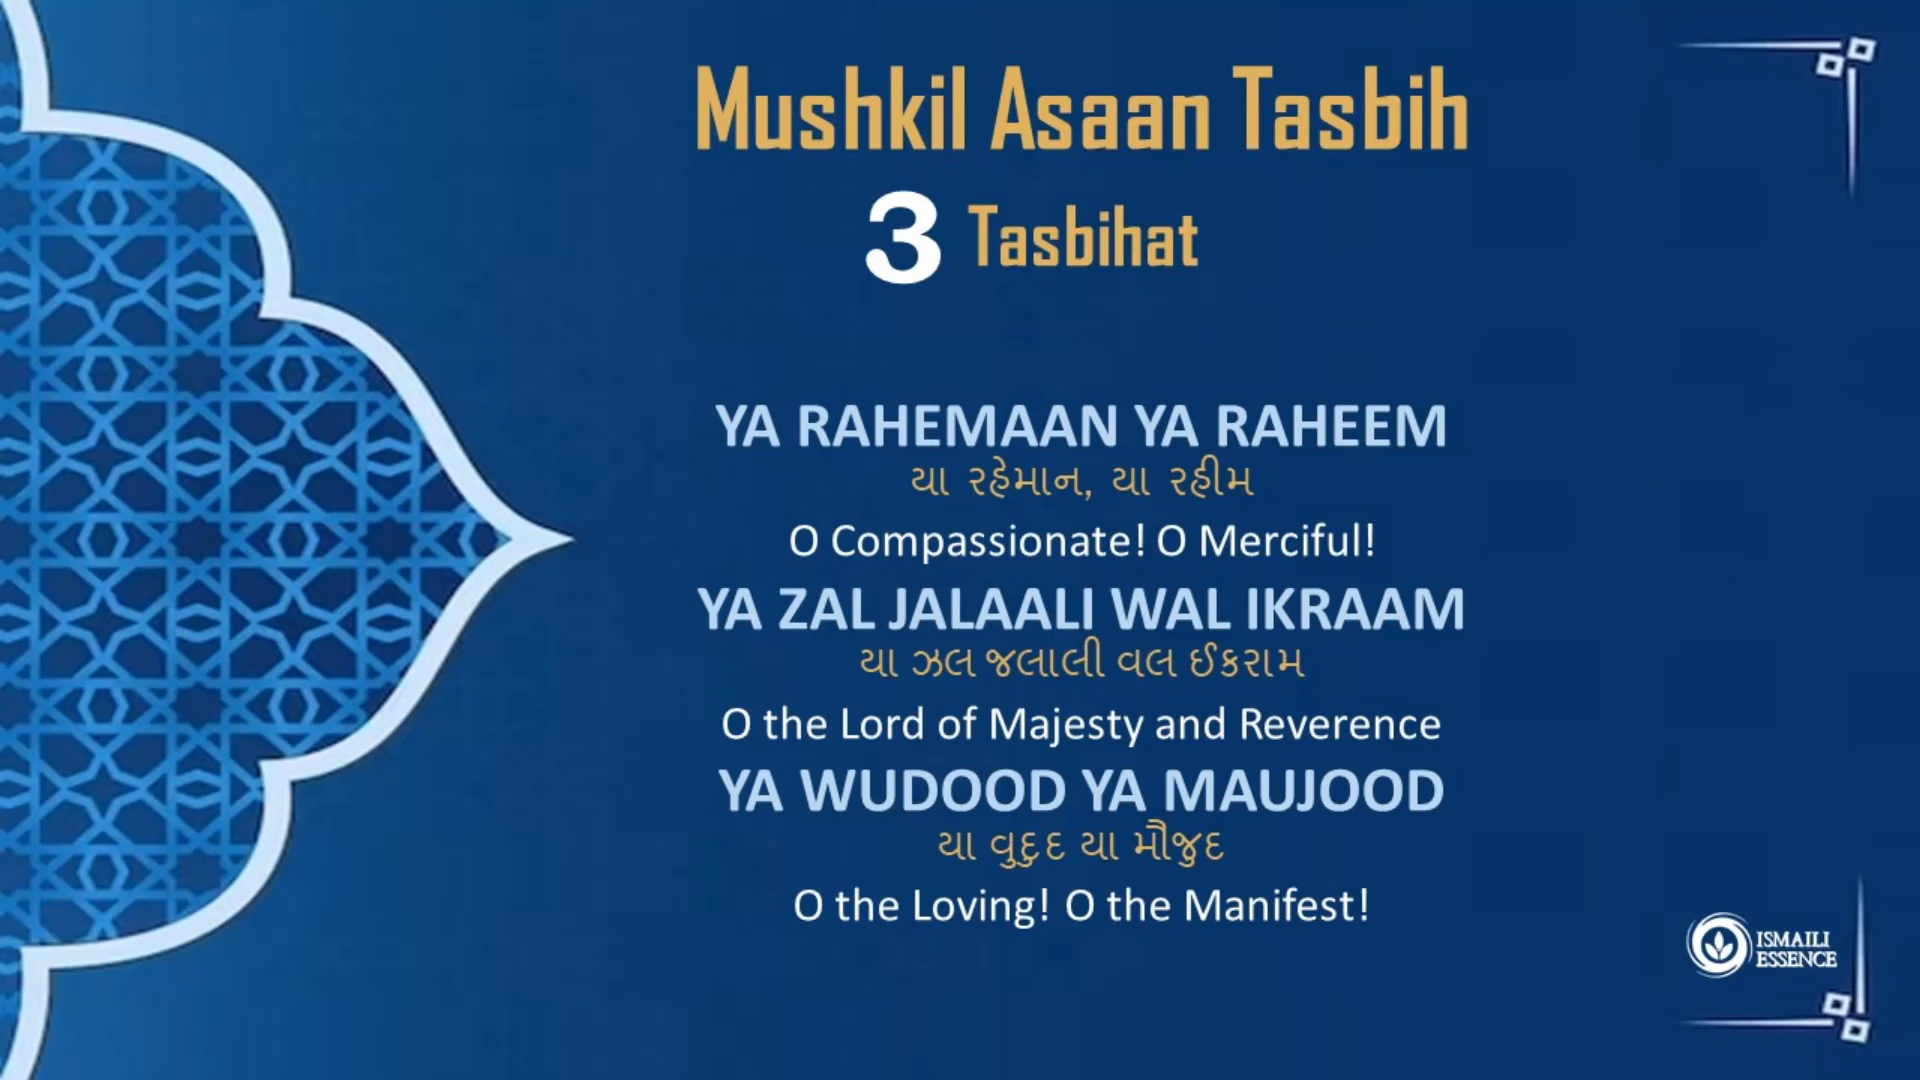 Mushkil Asaan Tasbih
3 Tasbihat
YA RAHEMAAN YA RAHEEM
યા રહેમાન, યા રહીમ
O Compassionate! O Merciful!
YA ZAL JALAALI WAL IKRAAM
યા ઝલ જલાલી વલ ઈકરામ
O the Lord of Majesty and Reverence
YA WUDOOD YA MAUJOOD
યા વુદુદ યા મૌજુદ
O the Loving! O the Manifest!
ISMAILI
ESSENCE